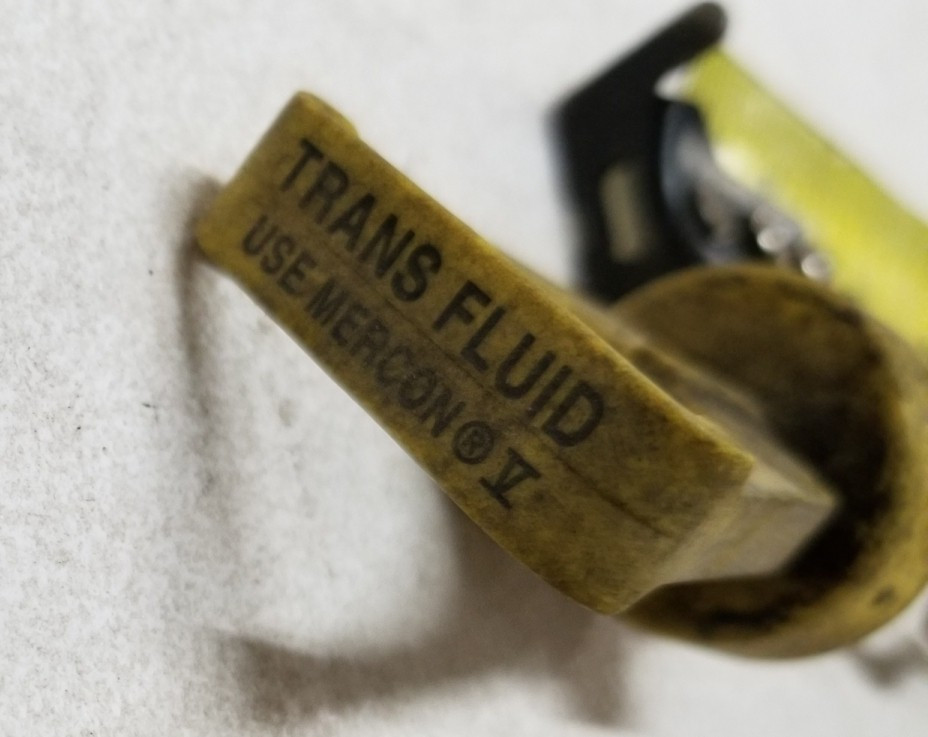 TRANS FLUID
USE MERCON® V